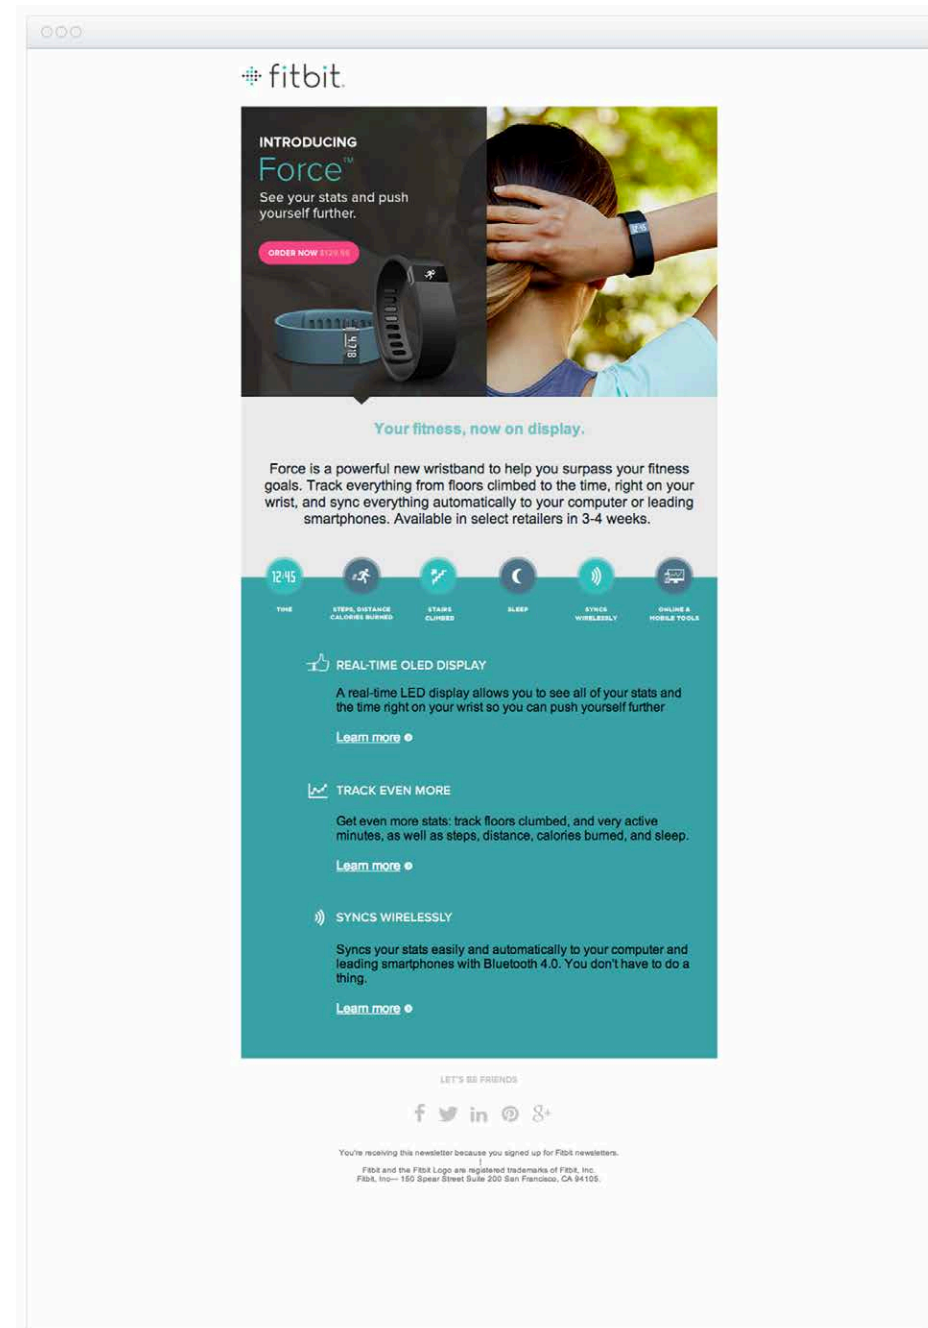 fitbit.
INTRODUCING
Force™
See your stats and push
yourself further.
ORDER NOW $129.95
12:45
4,718
Your fitness, now on display.
Force is a powerful new wristband to help you surpass your fitness
goals. Track everything from floors climbed to the time, right on your
wrist, and sync everything automatically to your computer or leading
smartphones. Available in select retailers in 3-4 weeks.
12:45
TIME
STEPS, DISTANCE
CALORIES BURNED
STAIRS
CLIMBED
SLEEP
SYNCS
WIRELESSLY
ONLINE &
MOBILE TOOLS
REAL-TIME OLED DISPLAY
A real-time LED display allows you to see all of your stats and
the time right on your wrist so you can push yourself further
Learn more
TRACK EVEN MORE
Get even more stats: track floors clumbed, and very active
minutes, as well as steps, distance, calories burned, and sleep.
Learn more
SYNCS WIRELESSLY
Syncs your stats easily and automatically to your computer and
leading smartphones with Bluetooth 4.0. You don't have to do a
thing.
Learn more
LET'S BE FRIENDS
f in 8+
You're receiving this newsletter because you signed up for Fitbit newsletters.
|
Fitbit and the Fitbit Logo are registered trademarks of Fitbit, Inc.
Fitbit, Inc— 150 Spear Street Suite 200 San Francisco, CA 94105.